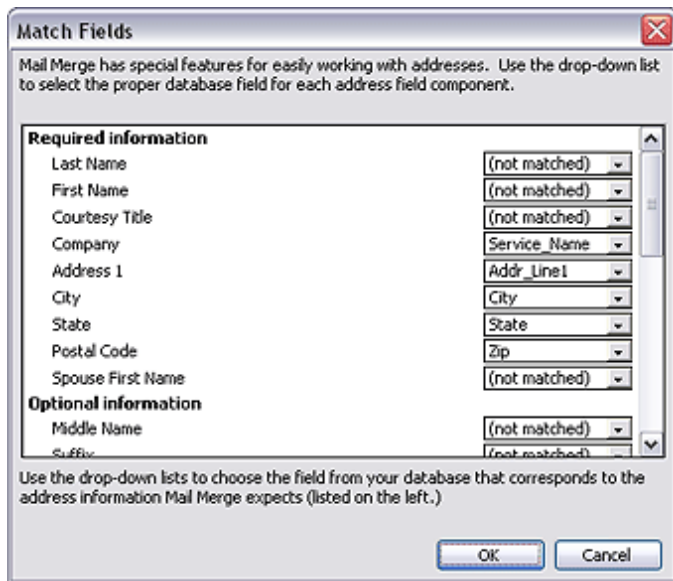 Match Fields
Mail Merge has special features for easily working with addresses. Use the drop-down list
to select the proper database field for each address field component.
Required information
Last Name (not matched)
First Name (not matched)
Courtesy Title (not matched)
Company Service_Name
Address 1 Addr_Line1
City City
State State
Postal Code Zip
Spouse First Name (not matched)
Optional information
Middle Name (not matched)
Suffix (not matched)
Use the drop-down lists to choose the field from your database that corresponds to the
address information Mail Merge expects (listed on the left.)
OK Cancel